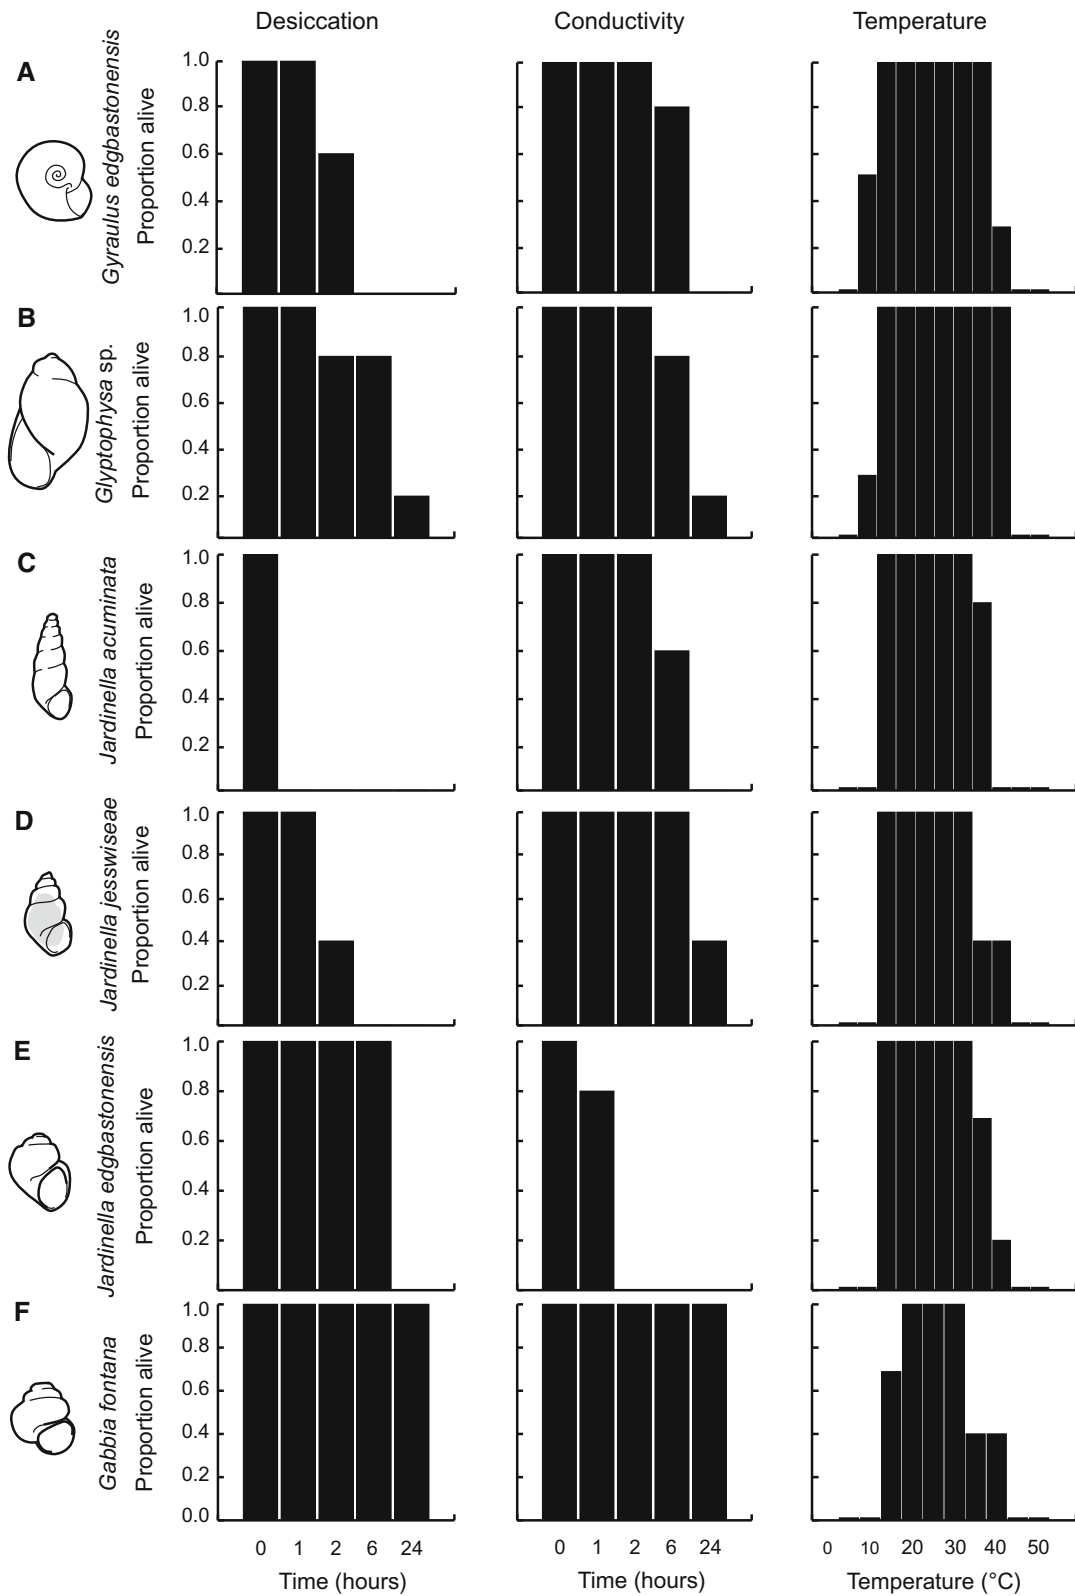 Desiccation Conductivity Temperature
A
Gyraulus edgbastonensis
Proportion alive
1.0
0.8
0.6
0.4
0.2
B
Glyptophysa sp.
Proportion alive
1.0
0.8
0.6
0.4
0.2
C
Jardinella acuminata
Proportion alive
1.0
0.8
0.6
0.4
0.2
D
Jardinella jesswiseae
Proportion alive
1.0
0.8
0.6
0.4
0.2
E
Jardinella edgbastonensis
Proportion alive
1.0
0.8
0.6
0.4
0.2
F
Gabbia fontana
Proportion alive
1.0
0.8
0.6
0.4
0.2
0.0
0 1 2 6 24 0 1 2 6 24 0 10 20 30 40 50
Time (hours) Time (hours) Temperature (°C)